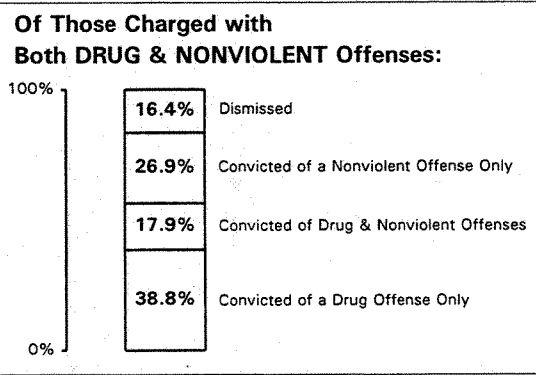 Of Those Charged with
Both DRUG & NONVIOLENT Offenses:
100%
16.4% Dismissed
26.9% Convicted of a Nonviolent Offense Only
17.9% Convicted of Drug & Nonviolent Offenses
38.8% Convicted of a Drug Offense Only
0%